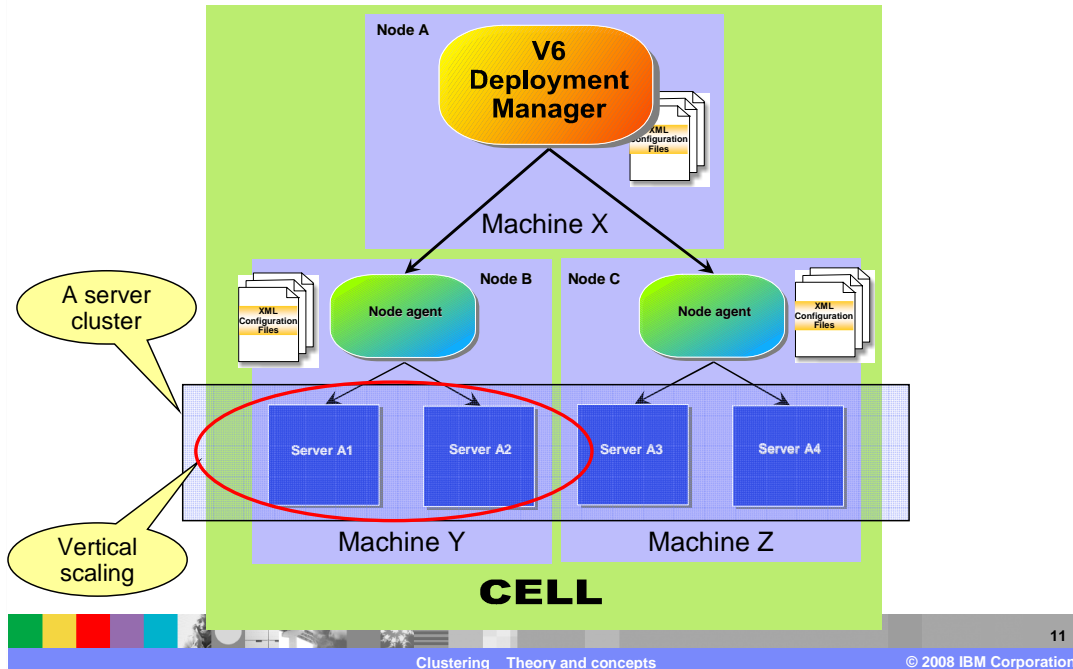 Node A
V6
Deployment
Manager
XML
Configuration
Files
Machine X
A server
cluster
XML
Configuration
Files
Node B
Node agent
Node C
Node agent
XML
Configuration
Files
Server A1
Server A2
Server A3
Server A4
Vertical
scaling
Machine Y
Machine Z
CELL
11
Clustering Theory and concepts
© 2008 IBM Corporation